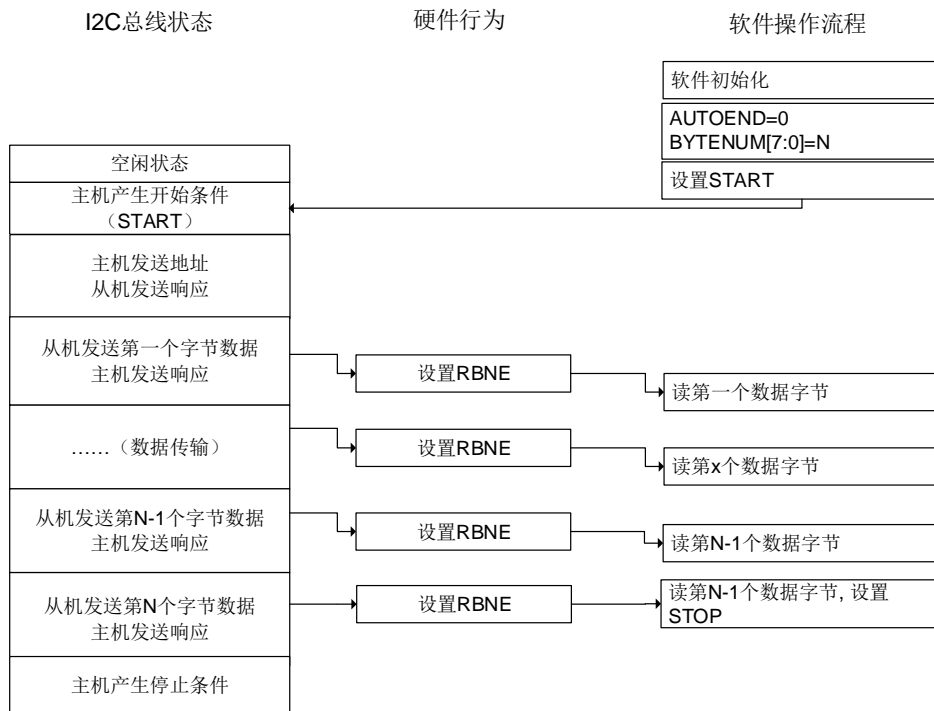 I2C总线状态
硬件行为
软件操作流程
软件初始化
AUTOEND=0
BYTENUM[7:0]=N
设置START
空闲状态
主机产生开始条件
（START）
主机发送地址
从机发送响应
从机发送第一个字节数据
主机发送响应
设置RBNE
读第一个数据字节
……（数据传输）
设置RBNE
读第x个数据字节
从机发送第N-1个字节数据
主机发送响应
设置RBNE
读第N-1个数据字节
从机发送第N个字节数据
主机发送响应
设置RBNE
读第N-1个数据字节, 设置
STOP
主机产生停止条件